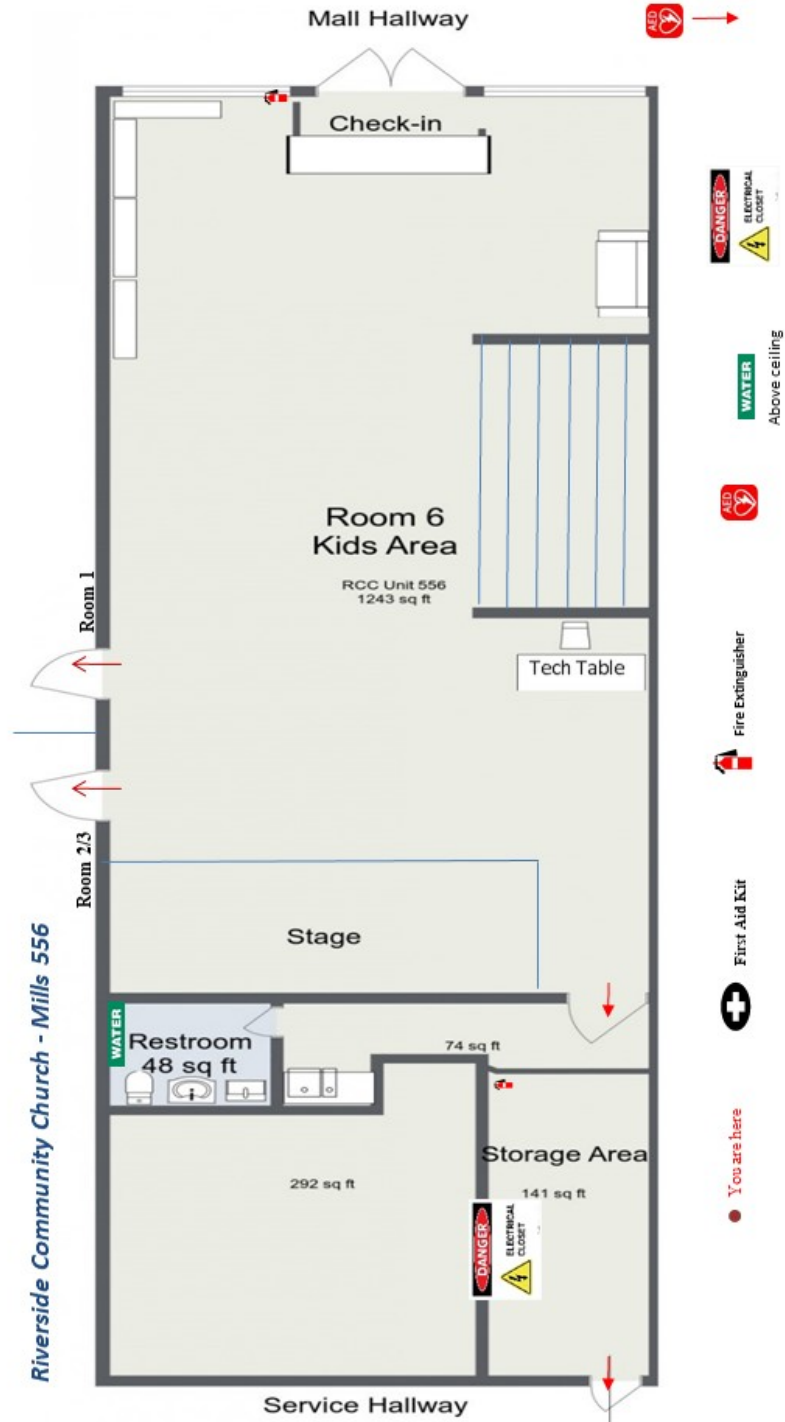 Mall Hallway
AED
Check-in
DANGER
ELECTRICAL
CLOSET
WATER
Above ceiling
AED
Room 6
Kids Area
RCC Unit 556
1243 sq ft
Room 1
Tech Table
Fire Extinguisher
Room 2/3
Stage
First Aid Kit
Riverside Community Church - Mills 556
WATER
Restroom
48 sq ft
74 sq ft
You are here
Storage Area
292 sq ft
141 sq ft
DANGER
ELECTRICAL
CLOSET
Service Hallway